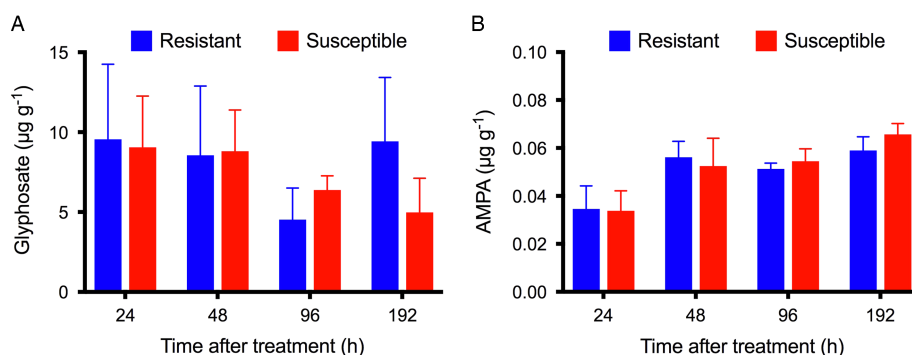 A
Resistant Susceptible
15
10
5
0
Glyphosate (µg g-1)
24 48 96 192
Time after treatment (h)
B
Resistant Susceptible
0.10
0.08
0.06
0.04
0.02
0.00
AMPA (µg g-1)
24 48 96 192
Time after treatment (h)